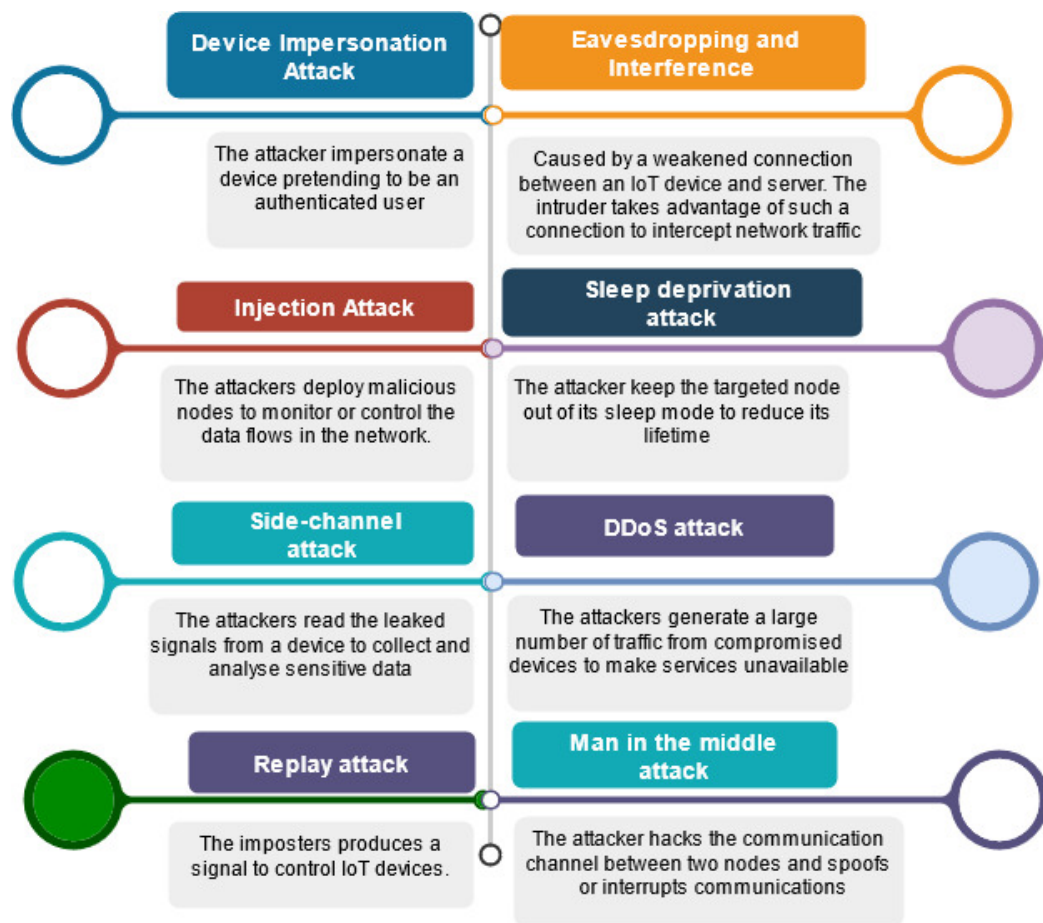 Device Impersonation
Attack
The attacker impersonate a
device pretending to be an
authenticated user
Eavesdropping and
Interference
Caused by a weakened connection
between an IoT device and server. The
intruder takes advantage of such a
connection to intercept network traffic
Injection Attack
The attackers deploy malicious
nodes to monitor or control the
data flows in the network.
Sleep deprivation
attack
The attacker keep the targeted node
out of its sleep mode to reduce its
lifetime
Side-channel
attack
The attackers read the leaked
signals from a device to collect and
analyse sensitive data
DDoS attack
The attackers generate a large
number of traffic from compromised
devices to make services unavailable
Replay attack
The imposters produces a
signal to control IoT devices.
Man in the middle
attack
The attacker hacks the communication
channel between two nodes and spoofs
or interrupts communications